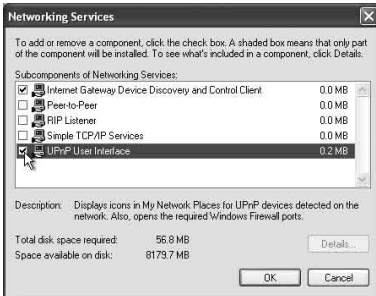 Networking Services
To add or remove a component, click the check box. A shaded box means that only part
of the component will be installed. To see what's included in a component, click Details.
Subcomponents of Networking Services:
Internet Gateway Device Discovery and Control Client 0.0 MB
Peer-to-Peer 0.0 MB
RIP Listener 0.0 MB
Simple TCP/IP Services 0.0 MB
UPnP User Interface 0.2 MB
Description: Displays icons in My Network Places for UPnP devices detected on the
network. Also, opens the required Windows Firewall ports.
Total disk space required: 56.8 MB
Space available on disk: 8179.7 MB
Details...
OK Cancel